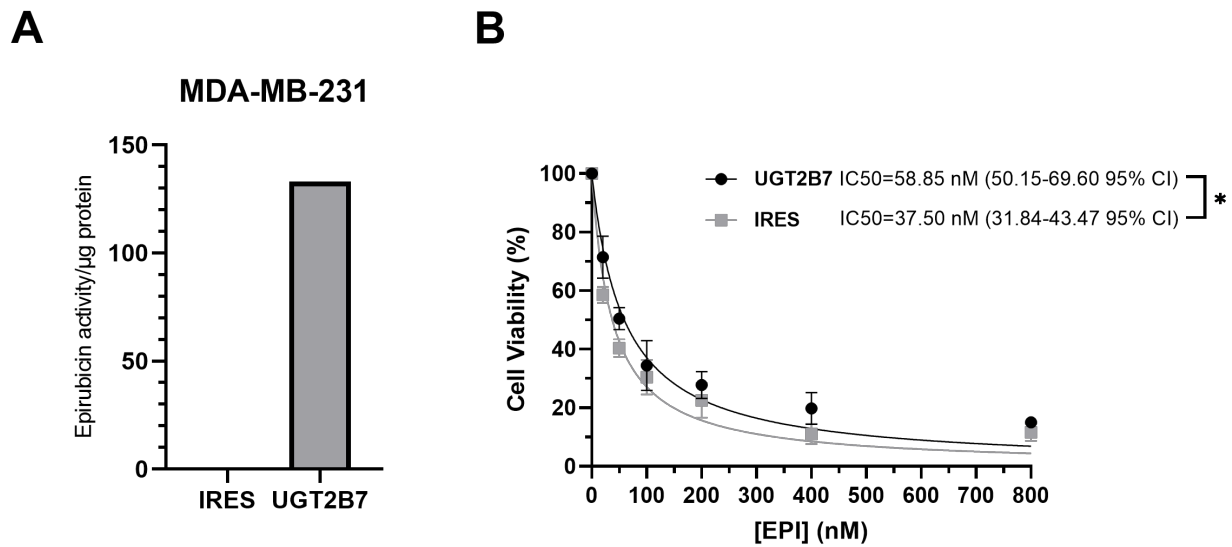 A
MDA-MB-231
Epirubicin activity/µg protein
150
100
50
0
IRES UGT2B7
B
Cell Viability (%)
100
80
60
40
20
0
UGT2B7 IC50=58.85 nM (50.15-69.60 95% CI)
IRES IC50=37.50 nM (31.84-43.47 95% CI)
*
0 100 200 300 400 500 600 700 800
[EPI] (nM)